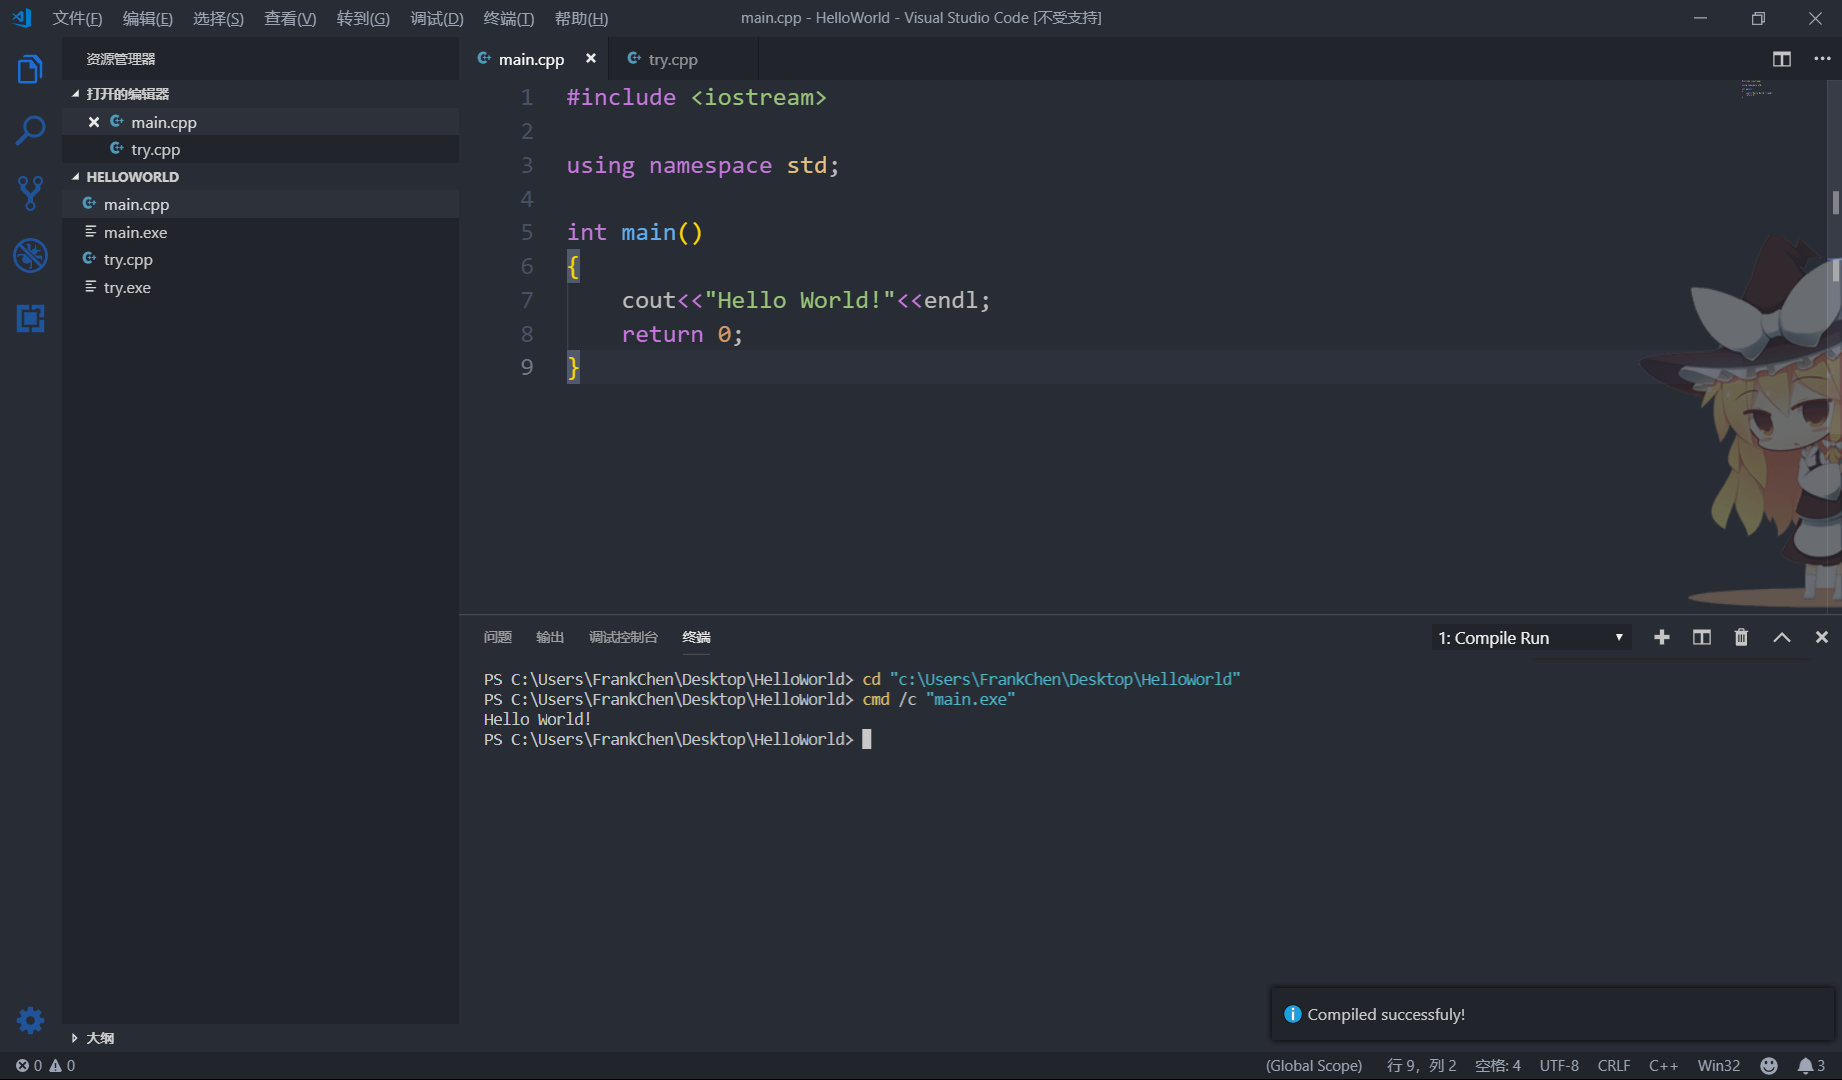 文件(F) 编辑(E) 选择(S) 查看(V) 转到(G) 调试(D) 终端(T) 帮助(H) main.cpp - HelloWorld - Visual Studio Code [不受支持]
资源管理器
打开的编辑器
main.cpp
try.cpp
HELLOWORLD
main.cpp
main.exe
try.cpp
try.exe
大纲
main.cpp try.cpp
1 #include <iostream>
2
3 using namespace std;
4
5 int main()
6 {
7 cout<<"Hello World!"<<endl;
8 return 0;
9 }
问题 输出 调试控制台 终端 1: Compile Run
PS C:\Users\FrankChen\Desktop\HelloWorld> cd "c:\Users\FrankChen\Desktop\HelloWorld"
PS C:\Users\FrankChen\Desktop\HelloWorld> cmd /c "main.exe"
Hello World!
PS C:\Users\FrankChen\Desktop\HelloWorld>
Compiled successfuly!
0 0 (Global Scope) 行 9，列 2 空格: 4 UTF-8 CRLF C++ Win32 3